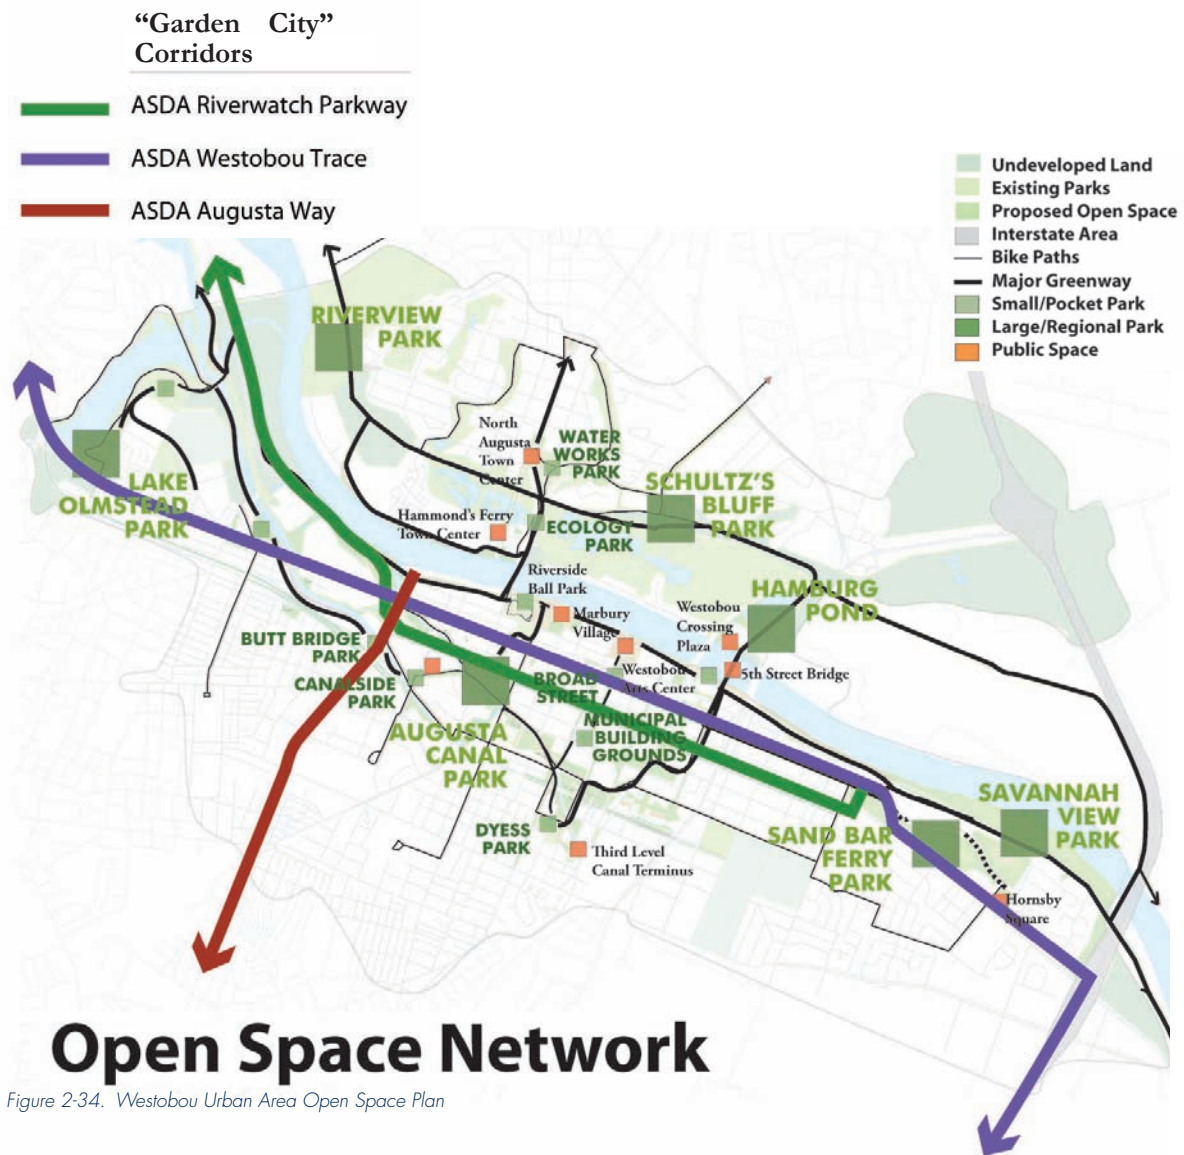 “Garden City”
Corridors
ASDA Riverwatch Parkway
ASDA Westobou Trace
ASDA Augusta Way
Undeveloped Land
Existing Parks
Proposed Open Space
Interstate Area
Bike Paths
Major Greenway
Small/Pocket Park
Large/Regional Park
Public Space
RIVERVIEW
PARK
North
Augusta
Town
Center
WATER
WORKS
PARK
SCHULTZ'S
BLUFF
PARK
LAKE
OLMSTEAD
PARK
Hammond's Ferry
Town Center
ECOLOGY
PARK
Riverside
Ball Park
HAMBURG
POND
Marbury
Village
Westobou
Crossing
Plaza
BUTT BRIDGE
PARK
CANALSIDE
PARK
BROAD
STREET
Westobou
Arts Center
5th Street Bridge
AUGUSTA
CANAL
PARK
MUNICIPAL
BUILDING
GROUNDS
SAVANNAH
VIEW
PARK
DYESS
PARK
SAND BAR
FERRY
PARK
Third Level
Canal Terminus
Hornsby
Square
Open Space Network
Figure 2-34. Westobou Urban Area Open Space Plan